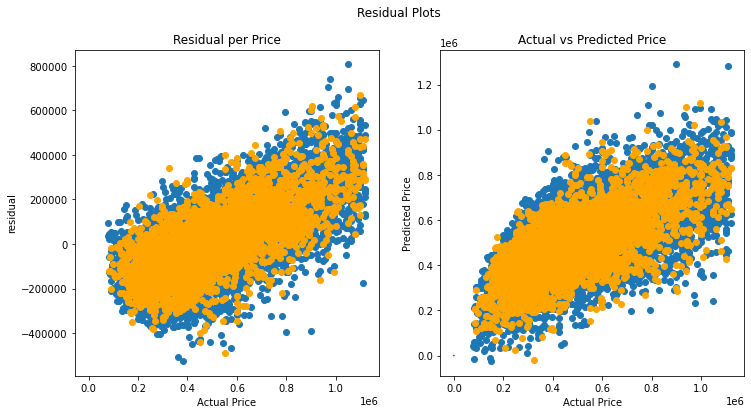 Residual Plots
Residual per Price
800000
600000
400000
200000
0
−200000
−400000
residual
0.0 0.2 0.4 0.6 0.8 1.0
1e6
Actual Price
Actual vs Predicted Price
1e6
1.2
1.0
0.8
0.6
0.4
0.2
0.0
Predicted Price
0.0 0.2 0.4 0.6 0.8 1.0
1e6
Actual Price